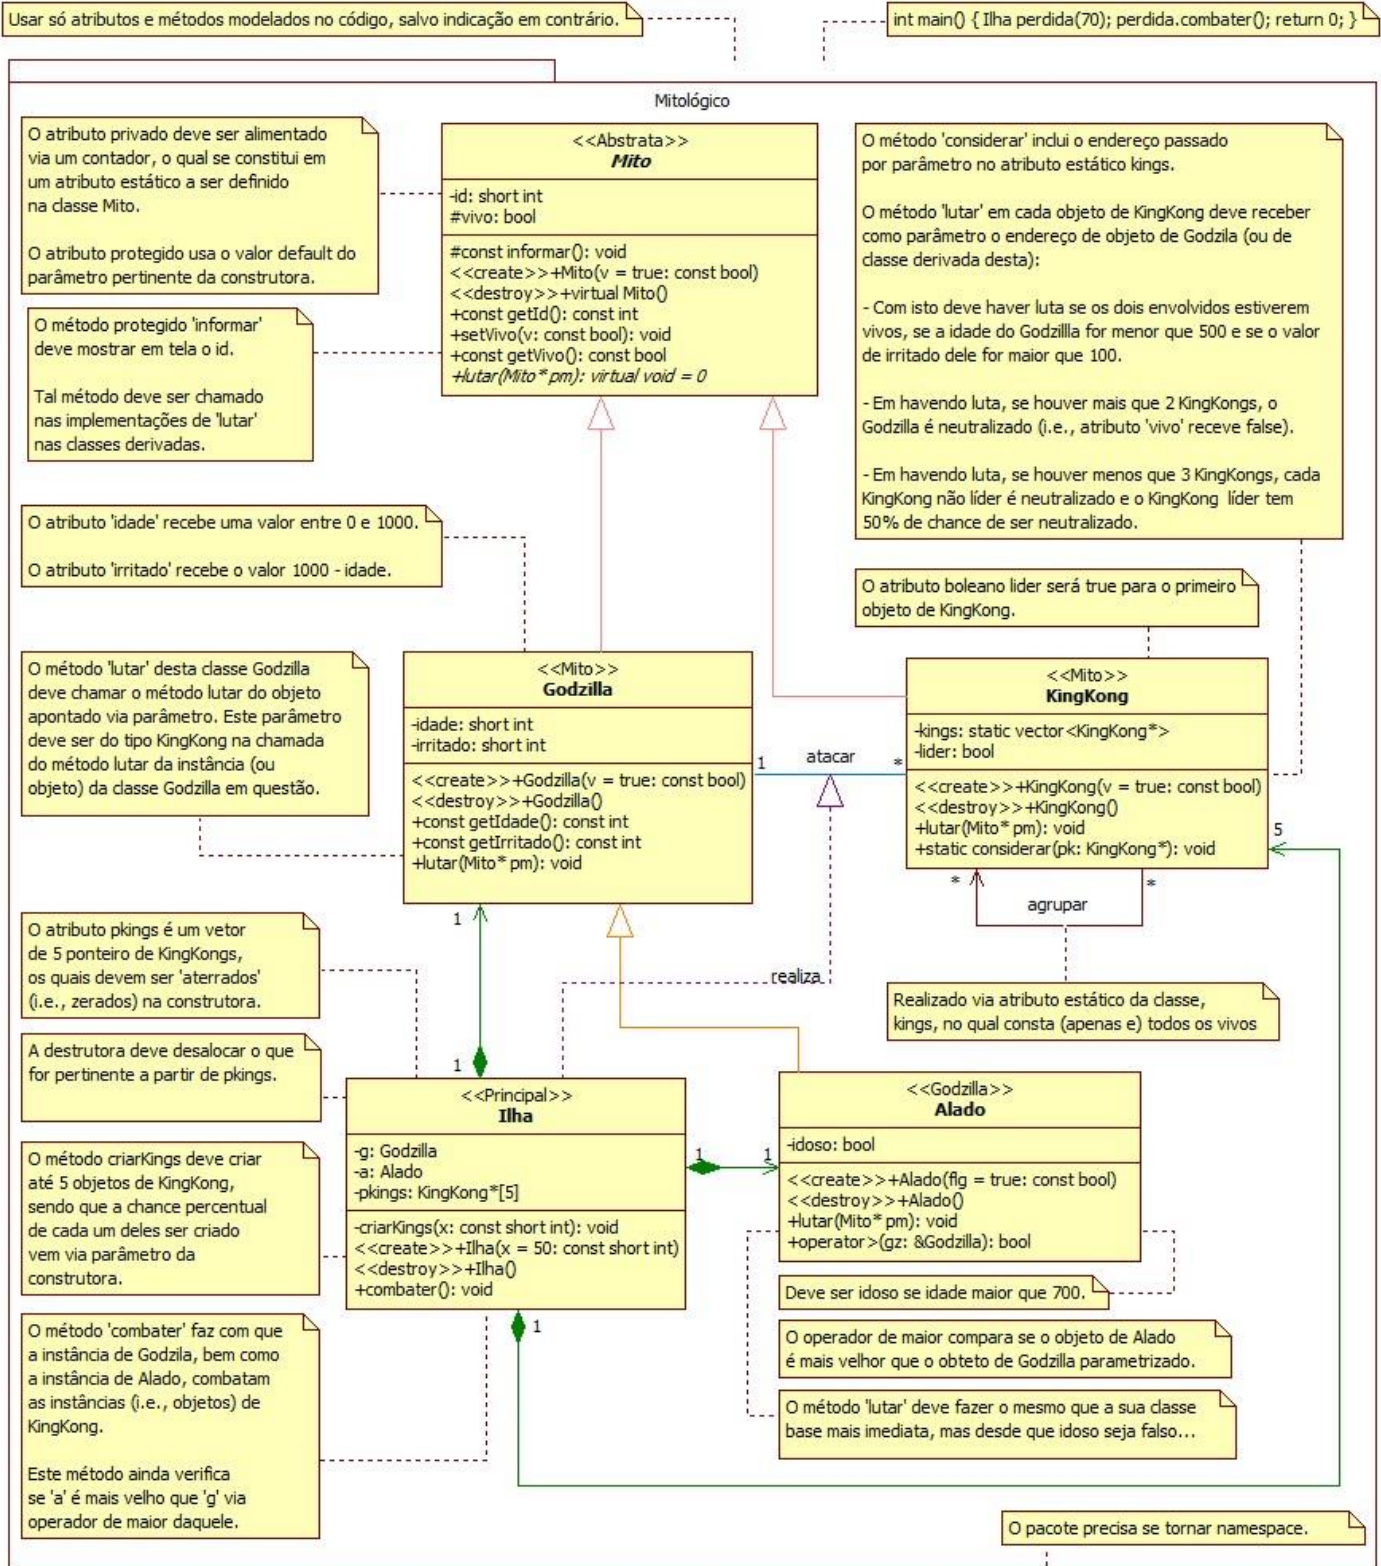 Usar só atributos e métodos modelados no código, salvo indicação em contrário.
int main() { Ilha perdida(70); perdida.combater(); return 0; }
Mitológico
O atributo privado deve ser alimentado
via um contador, o qual se constitui em
um atributo estático a ser definido
na classe Mito.
O atributo protegido usa o valor default do
parâmetro pertinente da construtora.
<<Abstrata>>
Mito
-id: short int
#vivo: bool
#const informar(): void
<<create>>+Mito(v = true: const bool)
<<destroy>>+virtual Mito()
+const getId(): const int
+setVivo(v: const bool): void
+const getVivo(): const bool
+lutar(Mito* pm): virtual void = 0
O método 'considerar' inclui o endereço passado
por parâmetro no atributo estático kings.
O método 'lutar' em cada objeto de KingKong deve receber
como parâmetro o endereço de objeto de Godzila (ou de
classe derivada desta):
- Com isto deve haver luta se os dois envolvidos estiverem
vivos, se a idade do Godzillla for menor que 500 e se o valor
de irritado dele for maior que 100.
- Em havendo luta, se houver mais que 2 KingKongs, o
Godzilla é neutralizado (i.e., atributo 'vivo' receve false).
- Em havendo luta, se houver menos que 3 KingKongs, cada
KingKong não líder é neutralizado e o KingKong líder tem
50% de chance de ser neutralizado.
O método protegido 'informar'
deve mostrar em tela o id.
Tal método deve ser chamado
nas implementações de 'lutar'
nas classes derivadas.
O atributo 'idade' recebe uma valor entre 0 e 1000.
O atributo 'irritado' recebe o valor 1000 - idade.
O atributo boleano lider será true para o primeiro
objeto de KingKong.
O método 'lutar' desta classe Godzilla
deve chamar o método lutar do objeto
apontado via parâmetro. Este parâmetro
deve ser do tipo KingKong na chamada
do método lutar da instância (ou
objeto) da classe Godzilla em questão.
<<Mito>>
Godzilla
-idade: short int
-irritado: short int
<<create>>+Godzilla(v = true: const bool)
<<destroy>>+Godzilla()
+const getIdade(): const int
+const getIrritado(): const int
+lutar(Mito* pm): void
1
atacar
*
<<Mito>>
KingKong
-kings: static vector<KingKong*>
-lider: bool
<<create>>+KingKong(v = true: const bool)
<<destroy>>+KingKong()
+lutar(Mito* pm): void
+static considerar(pk: KingKong*): void
5
*
*
agrupar
1
realiza
Realizado via atributo estático da classe,
kings, no qual consta (apenas e) todos os vivos
O atributo pkings é um vetor
de 5 ponteiro de KingKongs,
os quais devem ser 'aterrados'
(i.e., zerados) na construtora.
A destrutora deve desalocar o que
for pertinente a partir de pkings.
1
<<Principal>>
Ilha
-g: Godzilla
-a: Alado
-pkings: KingKong*[5]
-criarKings(x: const short int): void
<<create>>+Ilha(x = 50: const short int)
<<destroy>>+Ilha()
+combater(): void
1
1
<<Godzilla>>
Alado
-idoso: bool
<<create>>+Alado(flg = true: const bool)
<<destroy>>+Alado()
+lutar(Mito* pm): void
+operator>(gz: &Godzilla): bool
O método criarKings deve criar
até 5 objetos de KingKong,
sendo que a chance percentual
de cada um deles ser criado
vem via parâmetro da
construtora.
Deve ser idoso se idade maior que 700.
1
O operador de maior compara se o objeto de Alado
é mais velhor que o obteto de Godzilla parametrizado.
O método 'lutar' deve fazer o mesmo que a sua classe
base mais imediata, mas desde que idoso seja falso...
O método 'combater' faz com que
a instância de Godzila, bem como
a instância de Alado, combatam
as instâncias (i.e., objetos) de
KingKong.
Este método ainda verifica
se 'a' é mais velho que 'g' via
operador de maior daquele.
O pacote precisa se tornar namespace.